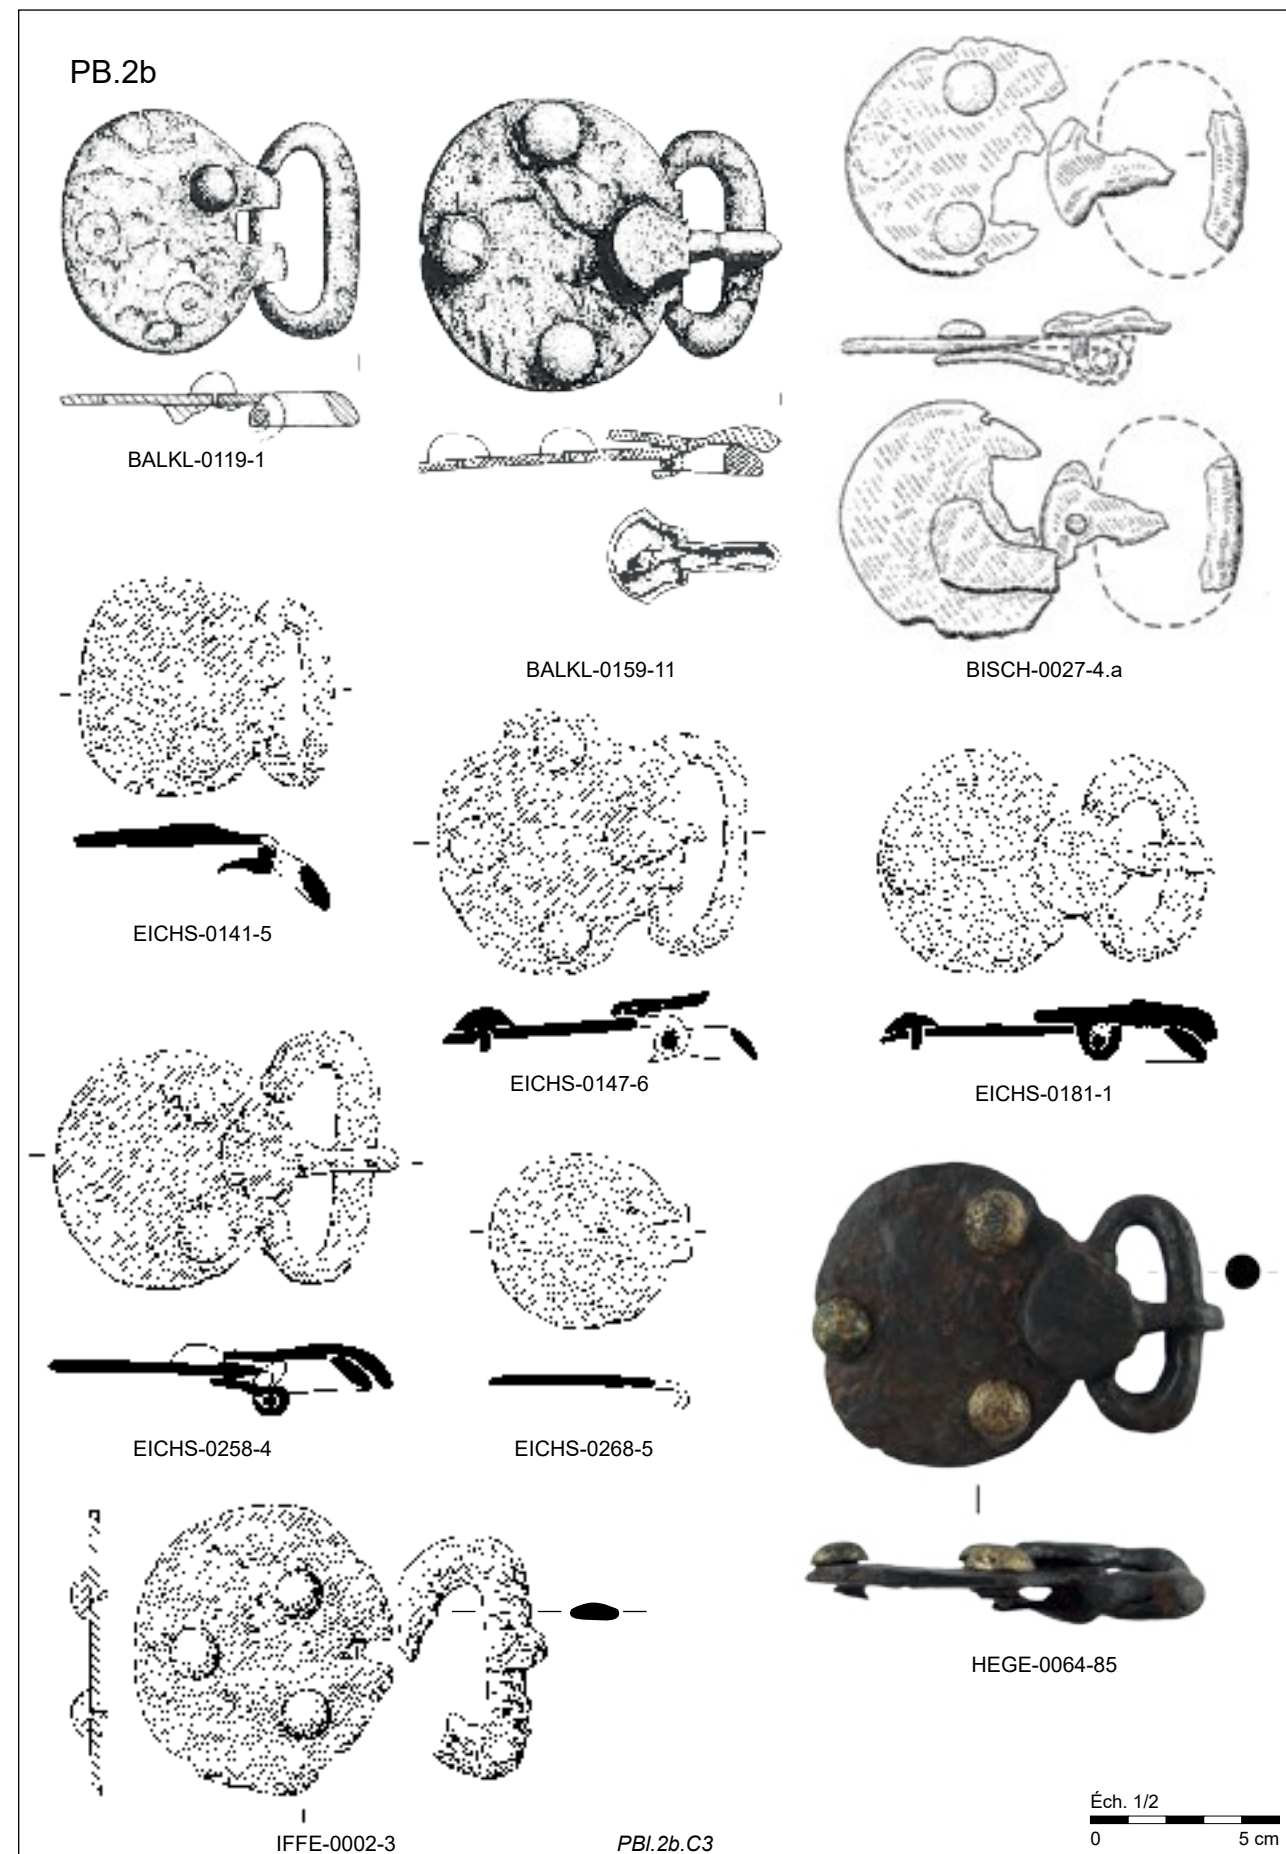 PB.2b
BALKL-0119-1
BALKL-0159-11
BISCH-0027-4.a
EICHS-0141-5
EICHS-0147-6
EICHS-0181-1
EICHS-0258-4
EICHS-0268-5
HEGE-0064-85
IFFE-0002-3
PBI.2b.C3
Éch. 1/2
0 5 cm